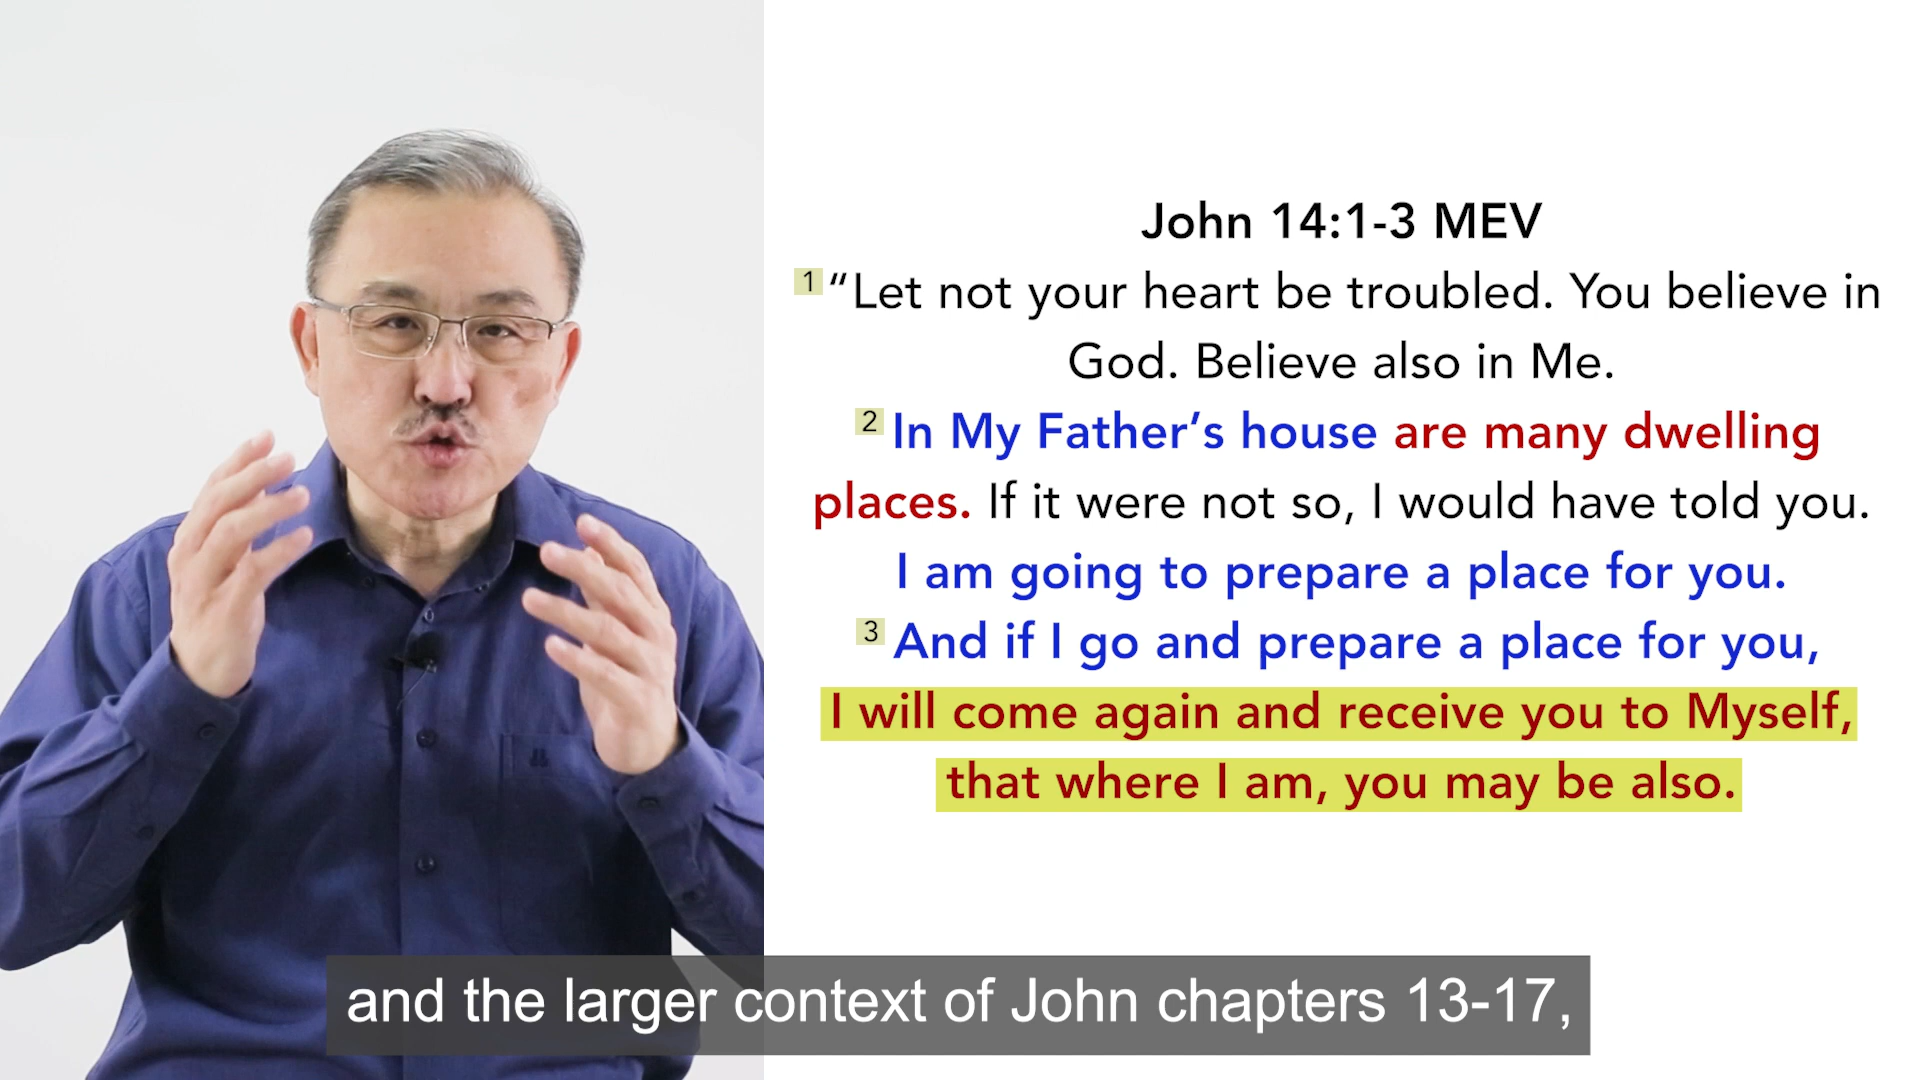 John 14:1-3 MEV
1 “Let not your heart be troubled. You believe in
God. Believe also in Me.
2 In My Father’s house are many dwelling
places. If it were not so, I would have told you.
I am going to prepare a place for you.
3 And if I go and prepare a place for you,
I will come again and receive you to Myself,
that where I am, you may be also.
and the larger context of John chapters 13-17,